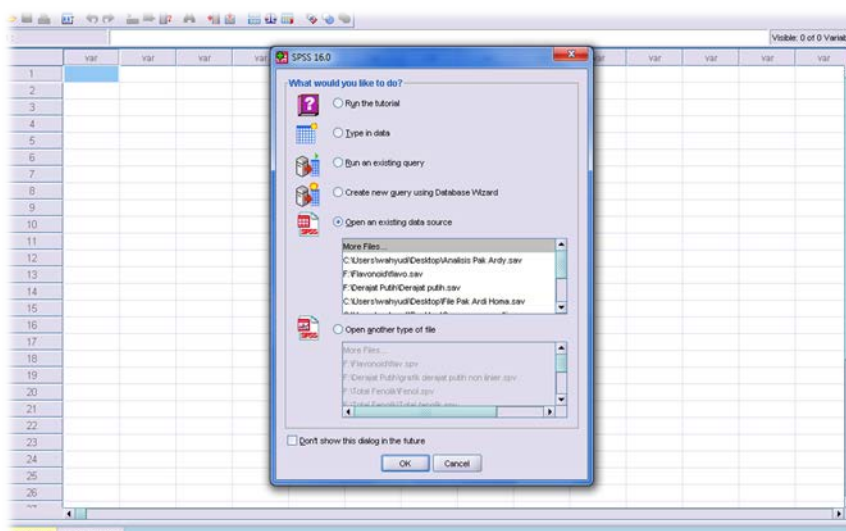 Visible: 0 of 0 Variat
var var var var var var var var var
SPSS 16.0
What would you like to do?
Run the tutorial
Type in data
Run an existing query
Create new query using Database Wizard
Open an existing data source
More Files...
C:\Users\wahyudi\Desktop\Analisis Pak Ardy.sav
F:\Flavonoid\flavo.sav
F:\Derajat Putih\Derajat putih.sav
C:\Users\wahyudi\Desktop\File Pak Ardi Homa.sav
Open another type of file
More Files...
F:\Flavonoid\flav.spv
F:\Derajat Putih\grafik derajat putih non linier.spv
F:\Total Fenolik\Fenol.spv
Don't show this dialog in the future
OK Cancel
1
2
3
4
5
6
7
8
9
10
11
12
13
14
15
16
17
18
19
20
21
22
23
24
25
26